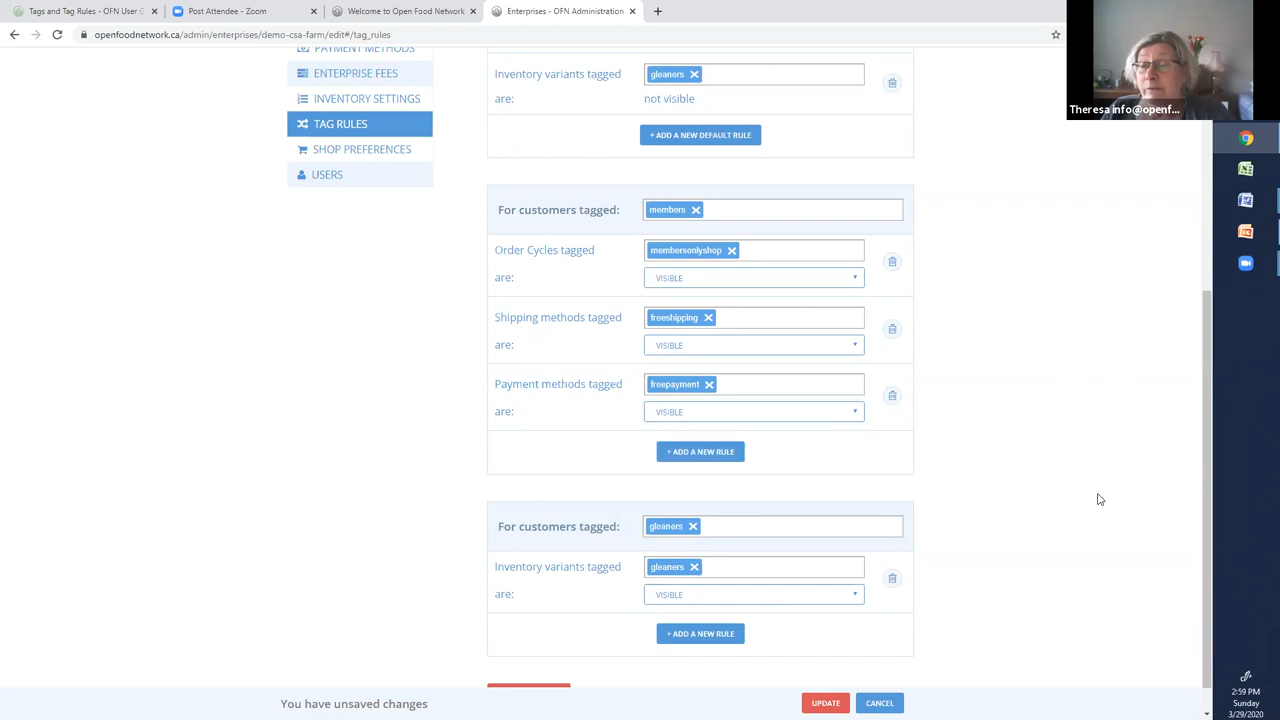 Tags and Tag Rules - OFN User G
Post Attendee - Zoom
Welcome to Open Food Network
Enterprises - OFN Administration
openfoodnetwork.ca/admin/enterprises/demo-csa-farm/edit#/tag_rules
Theresa info@openf...
PAYMENT METHODS
ENTERPRISE FEES
INVENTORY SETTINGS
TAG RULES
SHOP PREFERENCES
USERS
Inventory variants tagged gleaners
are: not visible
+ ADD A NEW DEFAULT RULE
For customers tagged: members
Order Cycles tagged membersonlyshop
are: VISIBLE
Shipping methods tagged freeshipping
are: VISIBLE
Payment methods tagged freepayment
are: VISIBLE
+ ADD A NEW RULE
For customers tagged: gleaners
Inventory variants tagged gleaners
are: VISIBLE
+ ADD A NEW RULE
You have unsaved changes
UPDATE CANCEL
2:59 PM
Sunday
3/29/2020